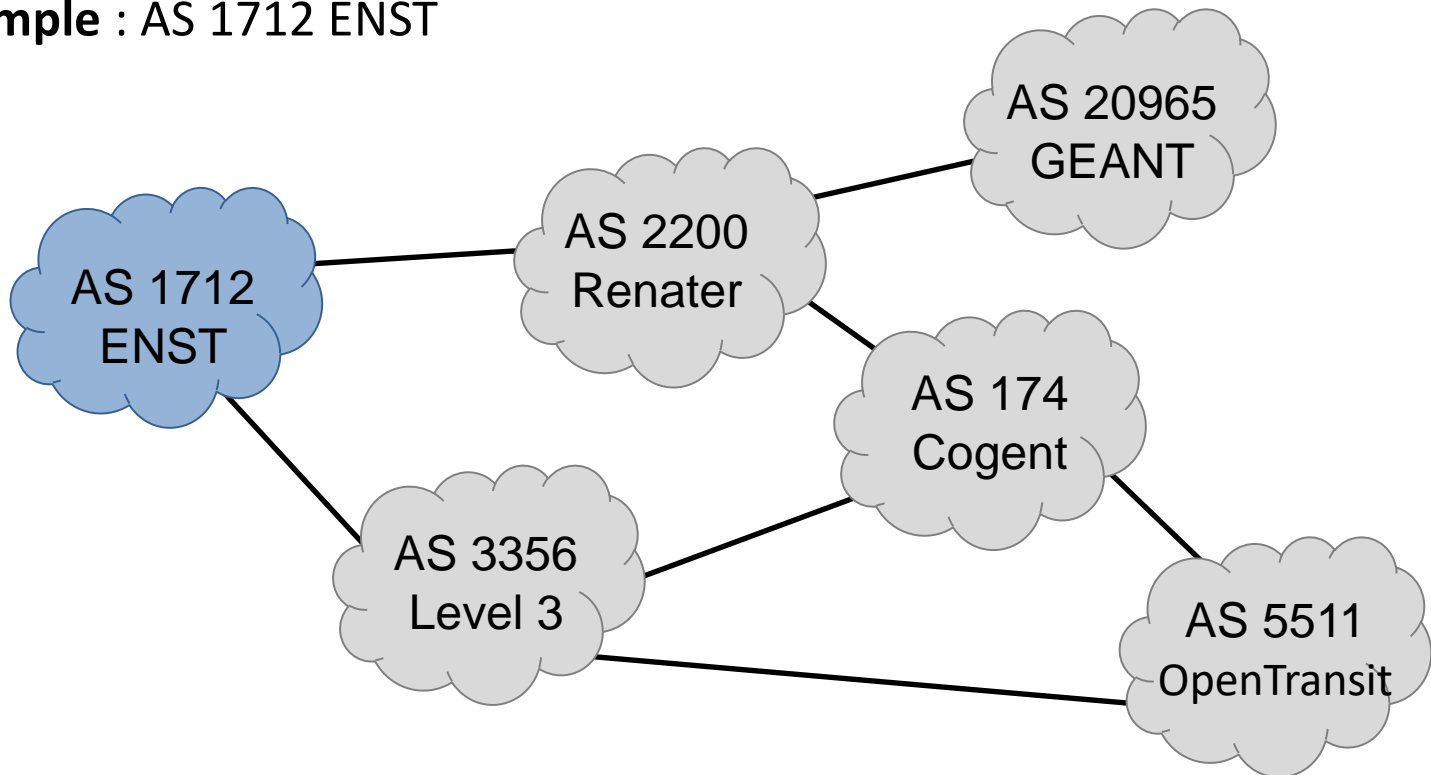 mple : AS 1712 ENST
AS 20965
GEANT
AS 2200
Renater
AS 1712
ENST
AS 174
Cogent
AS 3356
Level 3
AS 5511
OpenTransit